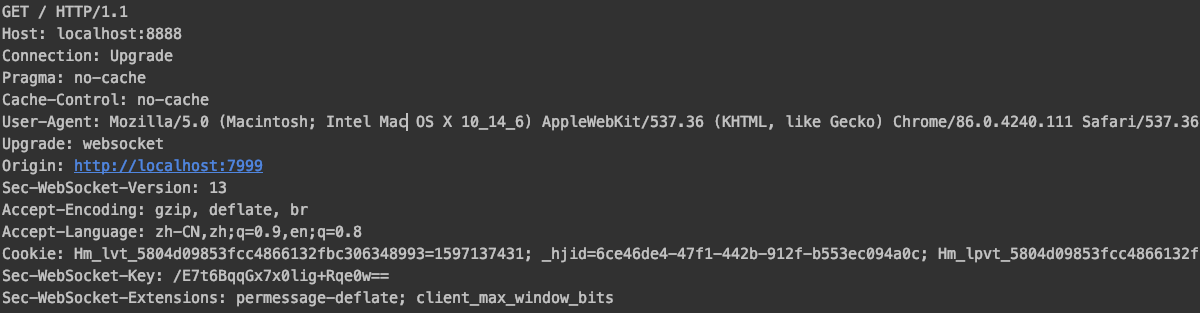 GET / HTTP/1.1
Host: localhost:8888
Connection: Upgrade
Pragma: no-cache
Cache-Control: no-cache
User-Agent: Mozilla/5.0 (Macintosh; Intel Mac OS X 10_14_6) AppleWebKit/537.36 (KHTML, like Gecko) Chrome/86.0.4240.111 Safari/537.36
Upgrade: websocket
Origin: http://localhost:7999
Sec-WebSocket-Version: 13
Accept-Encoding: gzip, deflate, br
Accept-Language: zh-CN,zh;q=0.9,en;q=0.8
Cookie: Hm_lvt_5804d09853fcc4866132fbc306348993=1597137431; _hjid=6ce46de4-47f1-442b-912f-b553ec094a0c; Hm_lpvt_5804d09853fcc4866132f
Sec-WebSocket-Key: /E7t6BqqGx7x0lig+Rqe0w==
Sec-WebSocket-Extensions: permessage-deflate; client_max_window_bits